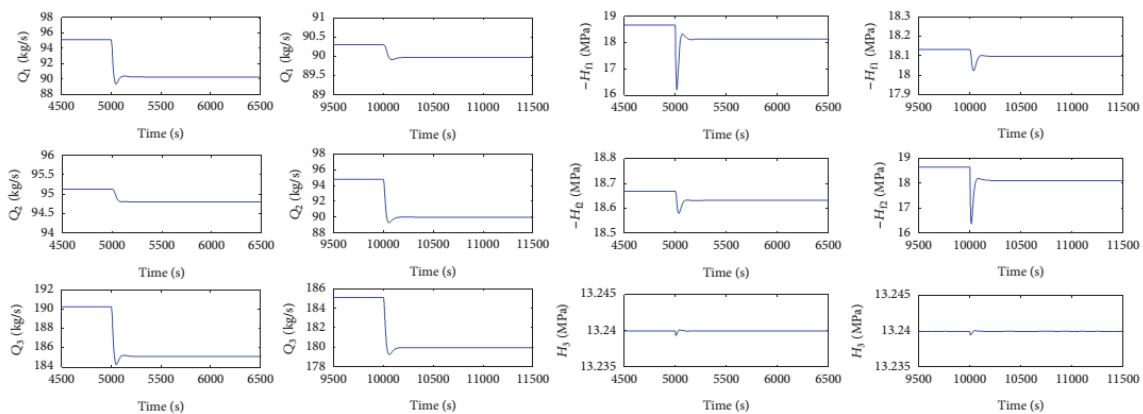 Q₁ (kg/s)
98
96
94
92
90
88
4500 5000 5500 6000 6500
Time (s)
Q₁ (kg/s)
91
90.5
90
89.5
89
9500 10000 10500 11000 11500
Time (s)
−H_f1 (MPa)
19
18
17
16
4500 5000 5500 6000 6500
Time (s)
−H_f1 (MPa)
18.3
18.2
18.1
18
17.9
9500 10000 10500 11000 11500
Time (s)
Q₂ (kg/s)
96
95.5
95
94.5
94
4500 5000 5500 6000 6500
Time (s)
Q₂ (kg/s)
98
96
94
92
90
88
9500 10000 10500 11000 11500
Time (s)
−H_f2 (MPa)
18.8
18.7
18.6
18.5
4500 5000 5500 6000 6500
Time (s)
−H_f2 (MPa)
19
18
17
16
9500 10000 10500 11000 11500
Time (s)
Q₃ (kg/s)
192
190
188
186
184
4500 5000 5500 6000 6500
Time (s)
Q₃ (kg/s)
186
184
182
180
178
9500 10000 10500 11000 11500
Time (s)
H₃ (MPa)
13.245
13.24
13.235
4500 5000 5500 6000 6500
Time (s)
H₃ (MPa)
13.245
13.24
13.235
9500 10000 10500 11000 11500
Time (s)